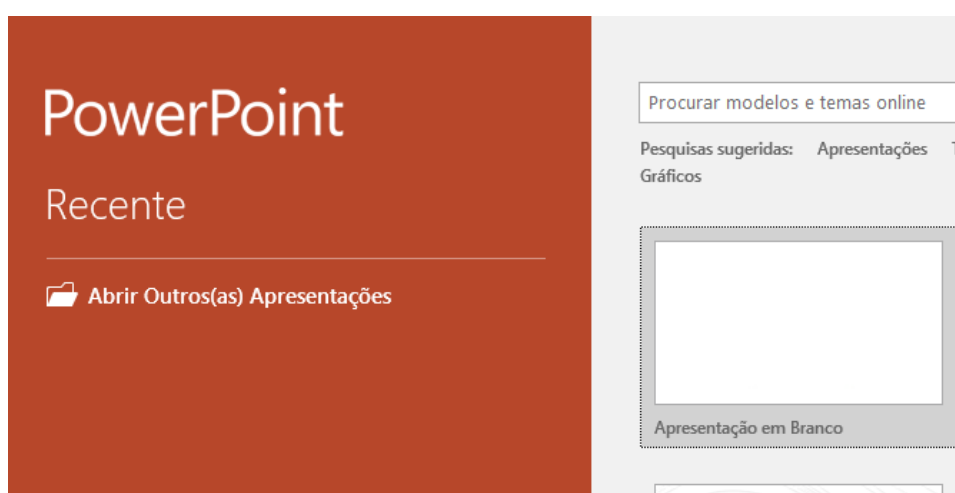 PowerPoint
Recente
Abrir Outros(as) Apresentações
Procurar modelos e temas online
Pesquisas sugeridas: Apresentações
Gráficos
Apresentação em Branco